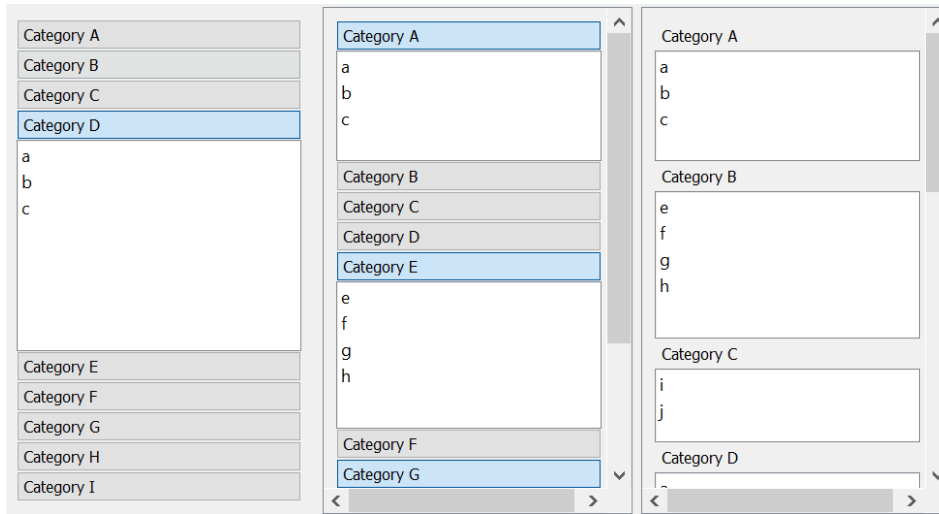 Category A
Category B
Category C
Category D
a
b
c
Category E
Category F
Category G
Category H
Category I
Category A
a
b
c
Category B
Category C
Category D
Category E
e
f
g
h
Category F
Category G
Category A
a
b
c
Category B
e
f
g
h
Category C
i
j
Category D